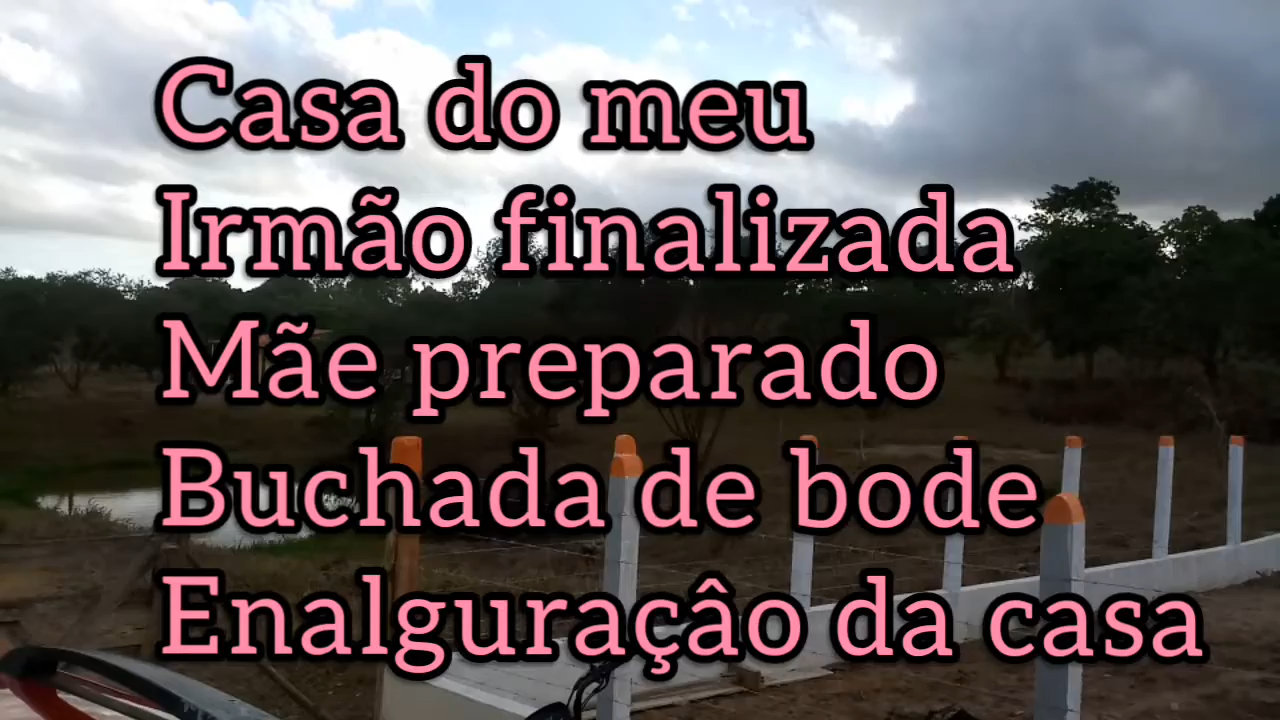 Casa do meu
Irmão finalizada
Mãe preparado
Buchada de bode
Enalguraçâo da casa